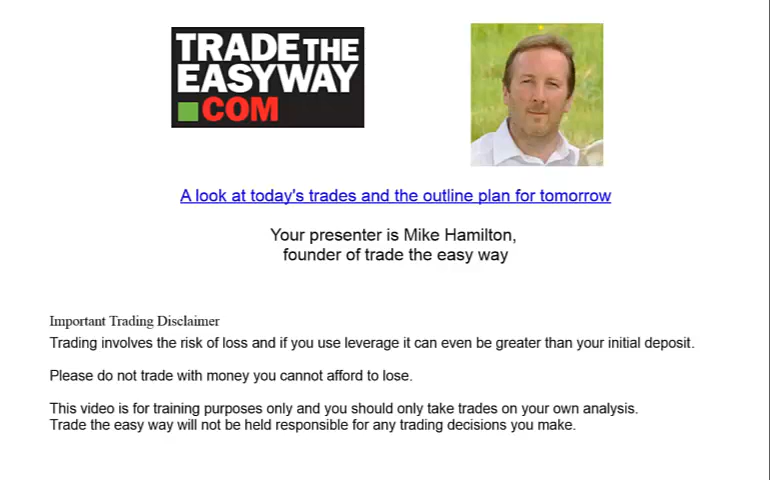 TRADE THE
EASYWAY
.COM
A look at today's trades and the outline plan for tomorrow
Your presenter is Mike Hamilton,
founder of trade the easy way
Important Trading Disclaimer
Trading involves the risk of loss and if you use leverage it can even be greater than your initial deposit.
Please do not trade with money you cannot afford to lose.
This video is for training purposes only and you should only take trades on your own analysis.
Trade the easy way will not be held responsible for any trading decisions you make.